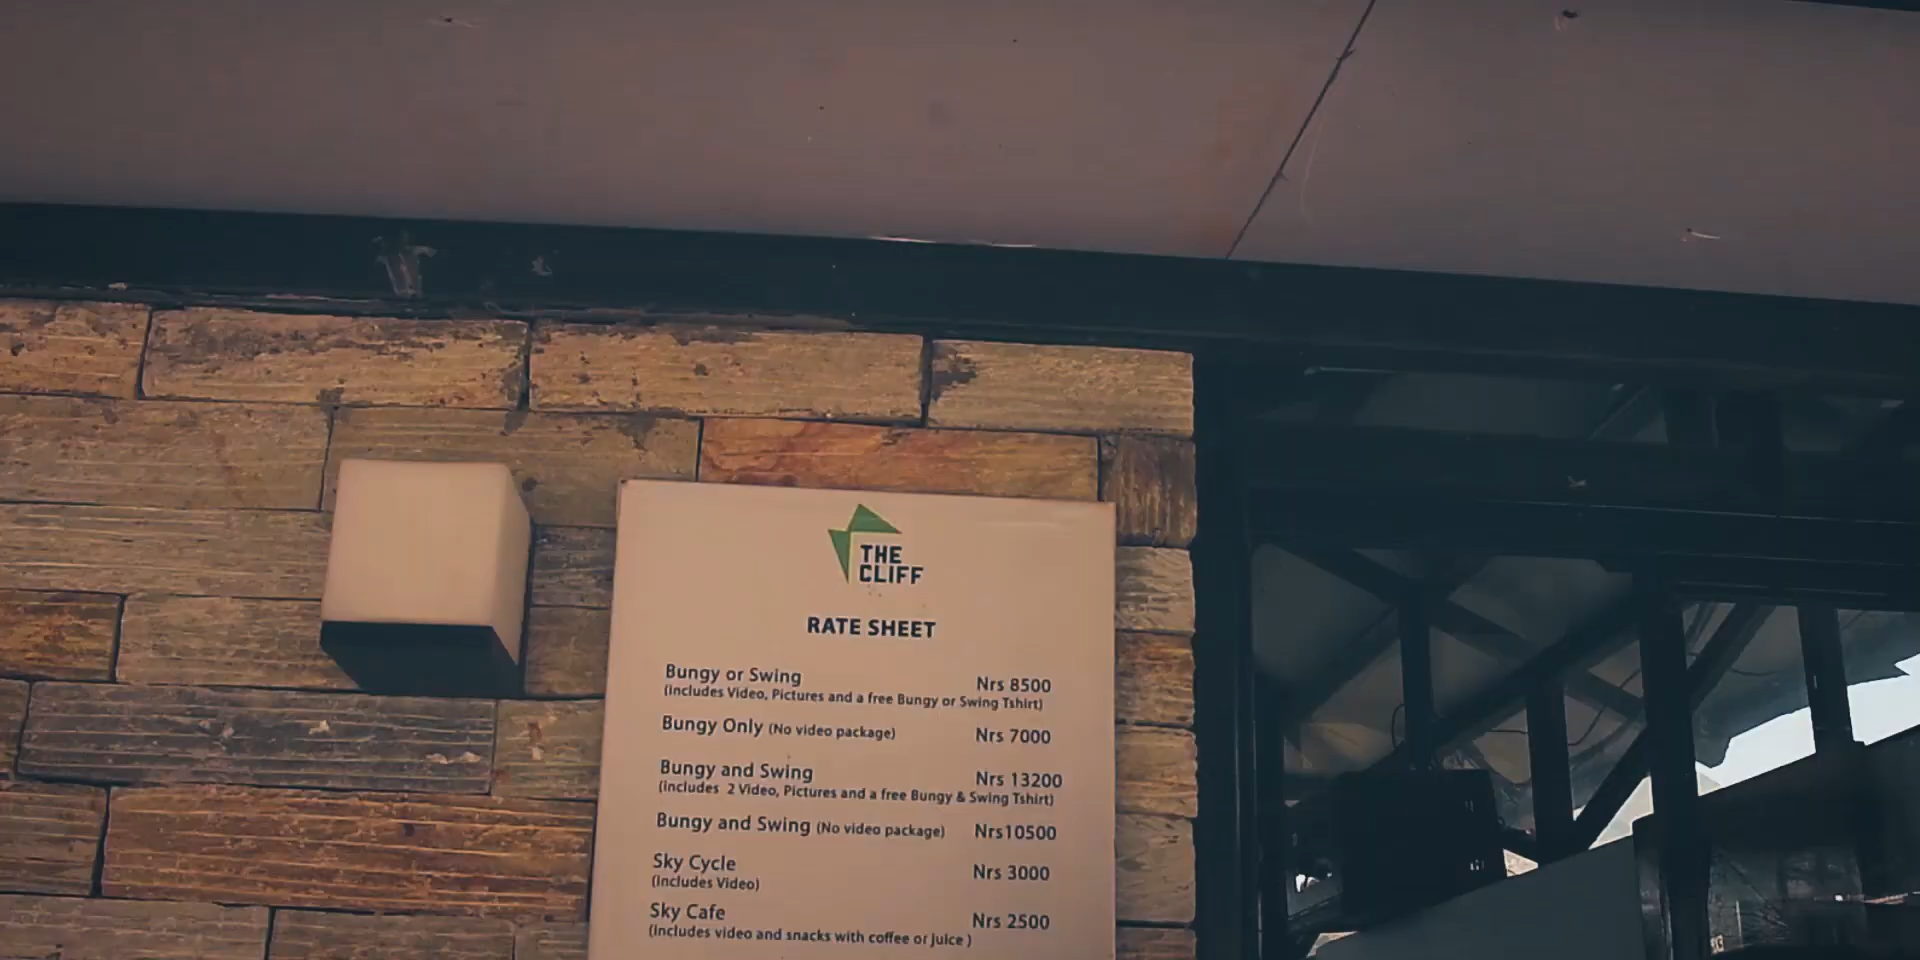 THE
CLIFF
RATE SHEET
Bungy or Swing Nrs 8500
(includes Video, Pictures and a free Bungy or Swing Tshirt)
Bungy Only (No video package) Nrs 7000
Bungy and Swing Nrs 13200
(includes 2 Video, Pictures and a free Bungy & Swing Tshirt)
Bungy and Swing (No video package) Nrs10500
Sky Cycle Nrs 3000
(includes Video)
Sky Cafe Nrs 2500
(includes video and snacks with coffee or juice )